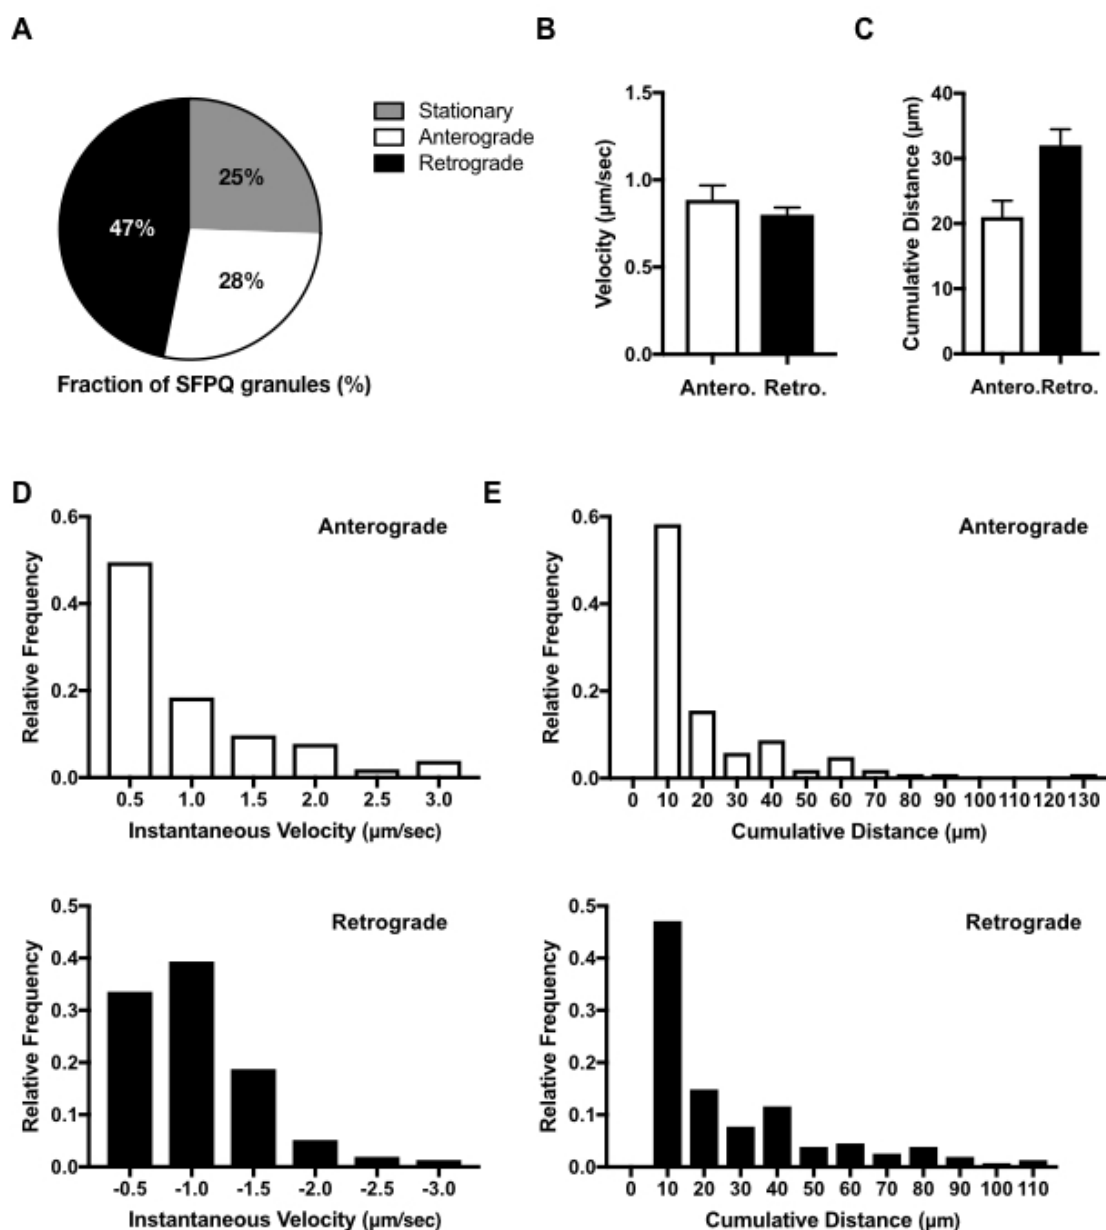 A
Stationary
Anterograde
Retrograde
25%
47%
28%
Fraction of SFPQ granules (%)
B
Velocity (µm/sec)
1.5
1.0
0.5
0.0
Antero. Retro.
C
Cumulative Distance (µm)
40
30
20
10
0
Antero. Retro.
D
Anterograde
Relative Frequency
0.6
0.4
0.2
0.0
0.5 1.0 1.5 2.0 2.5 3.0
Instantaneous Velocity (µm/sec)
Retrograde
Relative Frequency
0.5
0.4
0.3
0.2
0.1
0.0
-0.5 -1.0 -1.5 -2.0 -2.5 -3.0
Instantaneous Velocity (µm/sec)
E
Anterograde
Relative Frequency
0.6
0.4
0.2
0.0
0 10 20 30 40 50 60 70 80 90 100 110 120 130
Cumulative Distance (µm)
Retrograde
Relative Frequency
0.5
0.4
0.3
0.2
0.1
0.0
0 10 20 30 40 50 60 70 80 90 100 110
Cumulative Distance (µm)